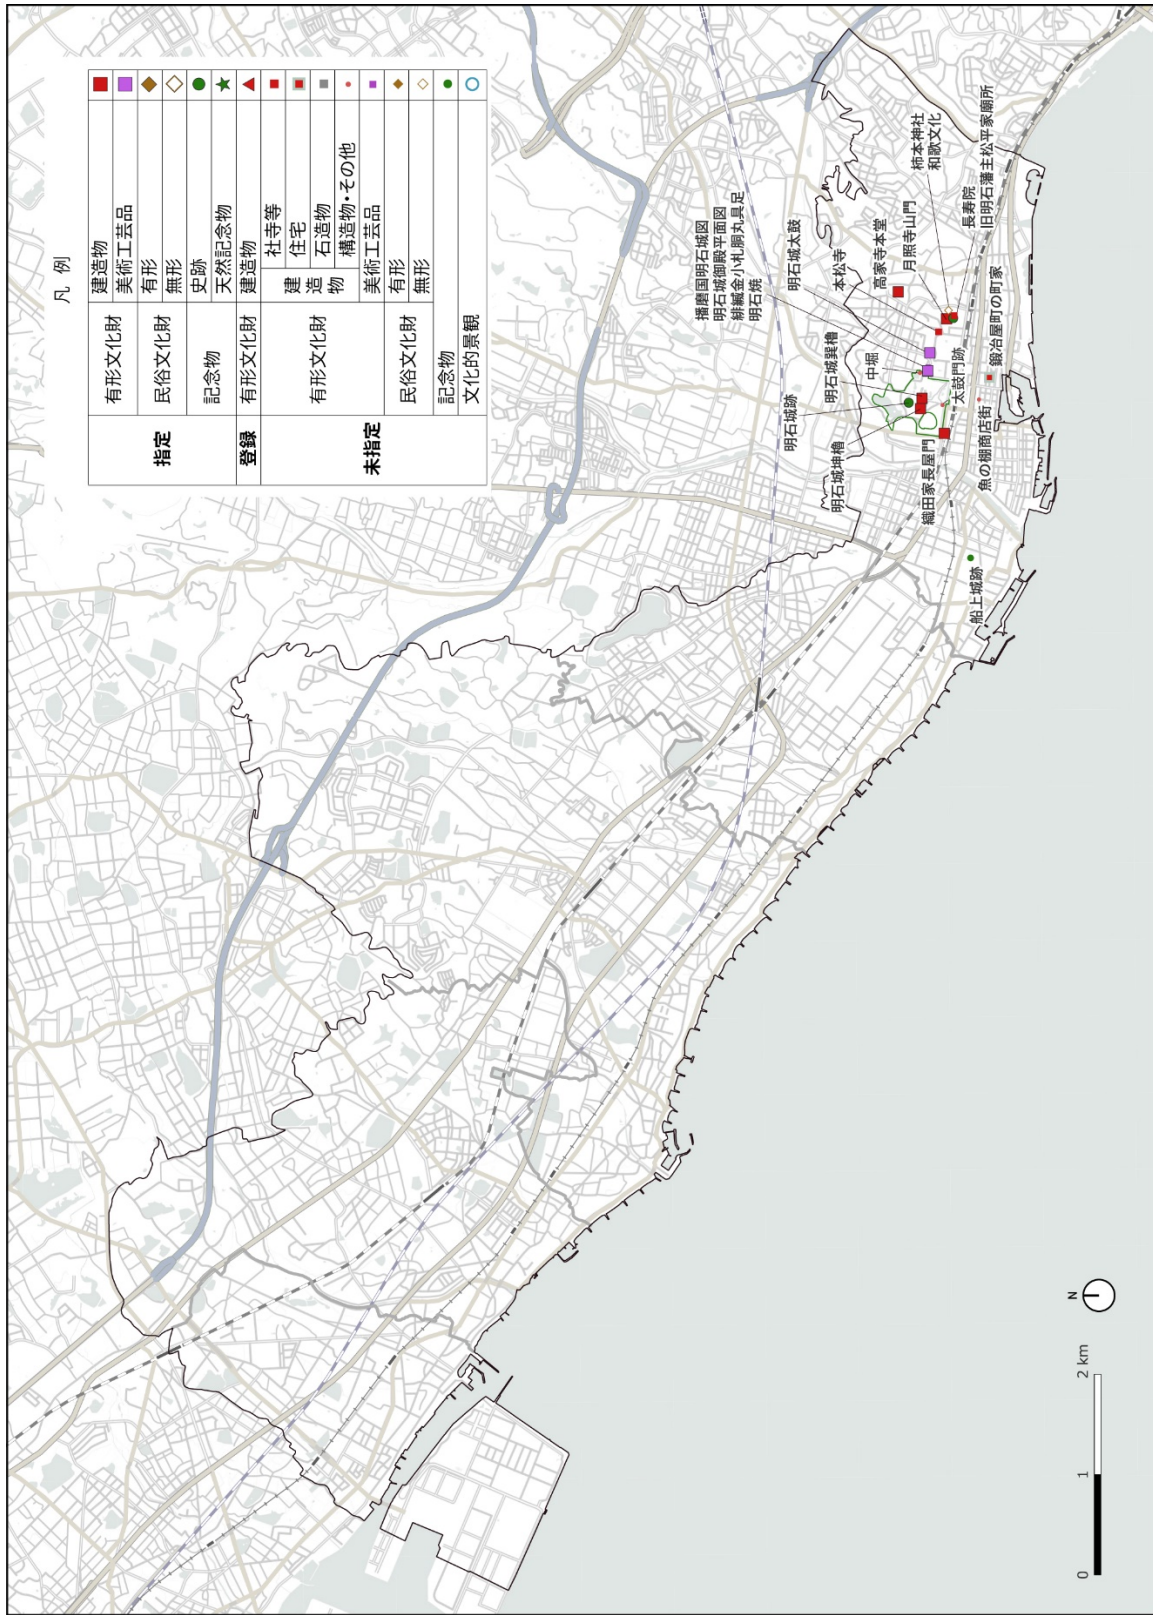 凡 例
指定
有形文化財
建造物
美術工芸品
民俗文化財
有形
無形
記念物
史跡
天然記念物
登録
有形文化財
建造物
未指定
有形文化財
建造物
社寺等
住宅
石造物
構造物・その他
美術工芸品
民俗文化財
有形
無形
記念物
文化的景観
播磨国明石城図
明石城御殿平面図
緋縅金小札胴丸具足
明石焼
明石城太鼓
本松寺
高家寺本堂
月照寺山門
柿本神社
和歌文化
長寿院
旧明石藩主松平家廟所
鍛冶屋町の町家
明石城跡
明石城巽櫓
中堀
明石城坤櫓
太鼓門跡
織田家長屋門
魚の棚商店街
船上城跡
N
0
1
2 km